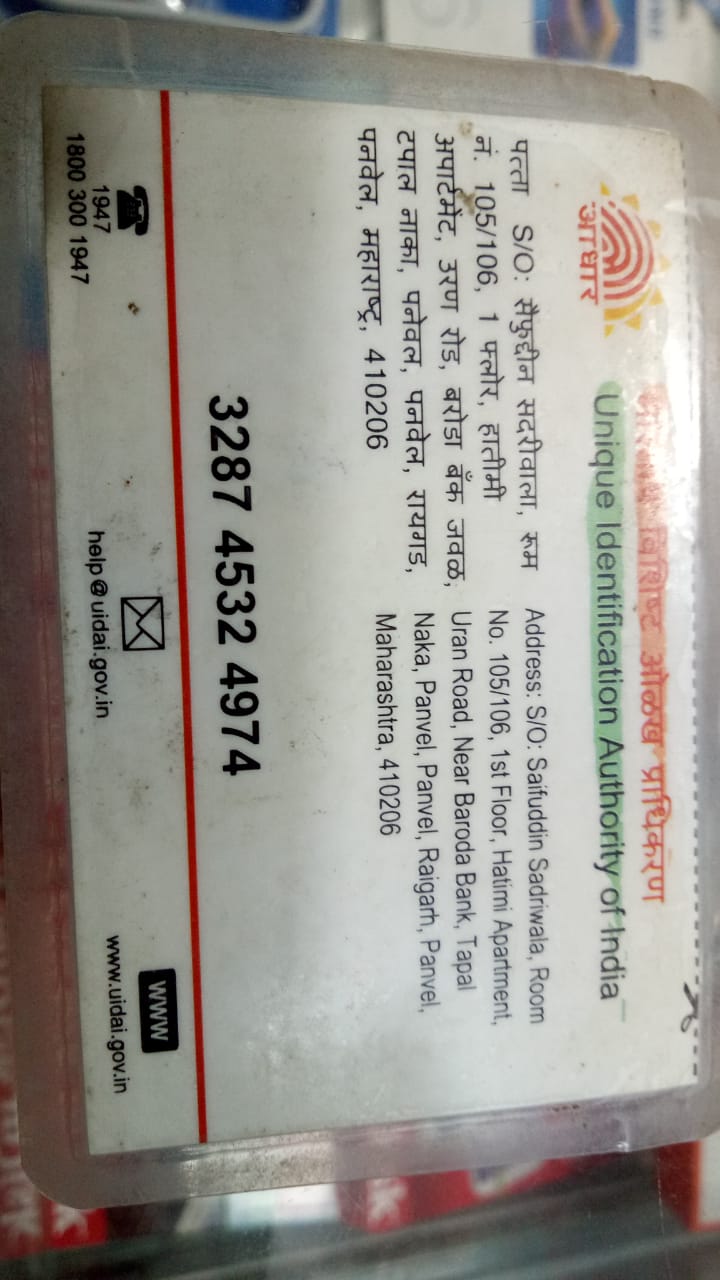 भारतीय विशिष्ट ओळख प्राधिकरण
Unique Identification Authority of India
आधार
पत्ता S/O: सैफुद्दीन सदरीवाला, रूम
नं. 105/106, 1 फ्लोर, हातीमी
अपार्टमेंट, उरण रोड, बरोडा बँक जवळ,
टपाल नाका, पनेवल, पनवेल, रायगड,
पनवेल, महाराष्ट्र, 410206
Address: S/O: Saifuddin Sadriwala, Room
No. 105/106, 1st Floor, Hatimi Apartment,
Uran Road, Near Baroda Bank, Tapal
Naka, Panvel, Panvel, Raigarh, Panvel,
Maharashtra, 410206
3287 4532 4974
1947
1800 300 1947
help@uidai.gov.in
www
www.uidai.gov.in